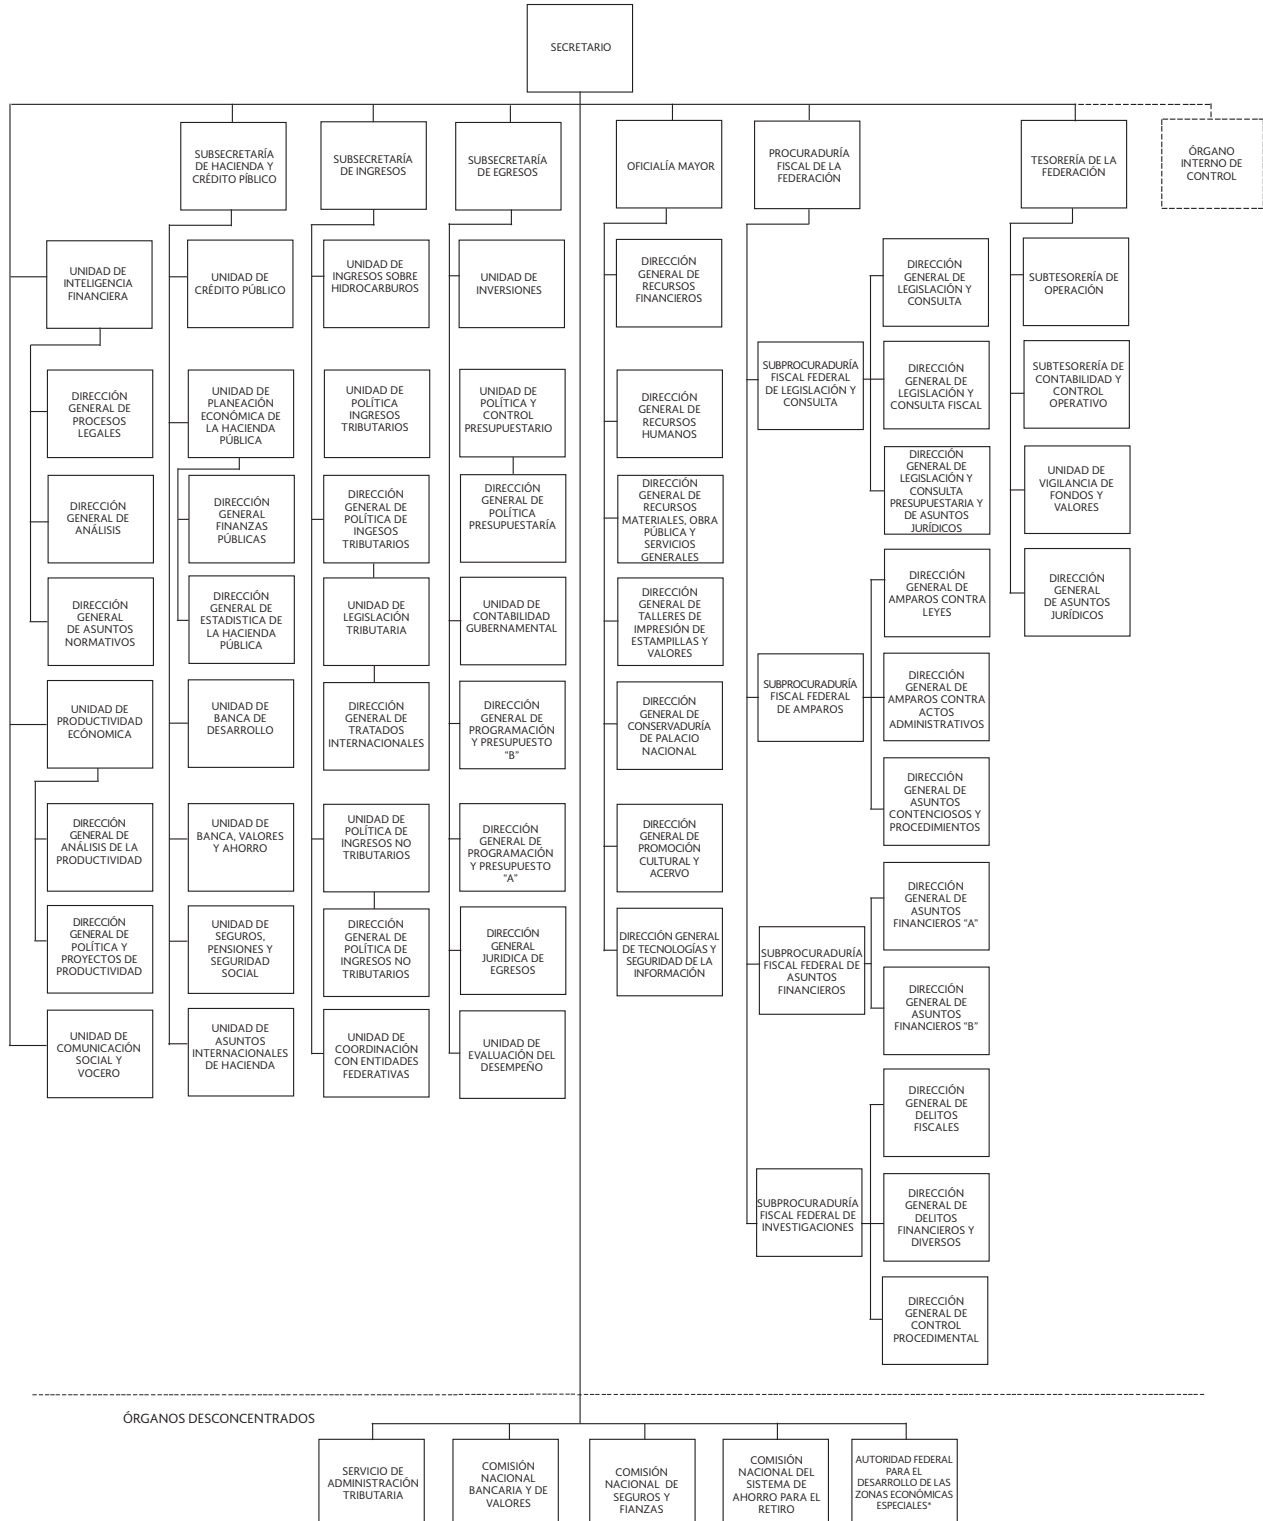 SECRETARIO
SUBSECRETARÍA
DE HACIENDA Y
CRÉDITO PÍBLICO
SUBSECRETARÍA
DE INGRESOS
SUBSECRETARÍA
DE EGRESOS
OFICIALÍA MAYOR
PROCURADURÍA
FISCAL DE LA
FEDERACIÓN
TESORERÍA DE LA
FEDERACIÓN
ÓRGANO
INTERNO DE
CONTROL
UNIDAD DE
INTELIGENCIA
FINANCIERA
DIRECCIÓN
GENERAL DE
PROCESOS
LEGALES
DIRECCIÓN
GENERAL DE
ANÁLISIS
DIRECCIÓN
GENERAL
DE ASUNTOS
NORMATIVOS
UNIDAD DE
PRODUCTIVIDAD
ECÓNOMICA
DIRECCIÓN
GENERAL DE
ANÁLISIS DE LA
PRODUCTIVIDAD
DIRECCIÓN
GENERAL DE
POLÍTICA Y
PROYECTOS DE
PRODUCTIVIDAD
UNIDAD DE
COMUNICACIÓN
SOCIAL Y
VOCERO
UNIDAD DE
CRÉDITO PÚBLICO
UNIDAD DE
PLANEACIÓN
ECONÓMICA DE
LA HACIENDA
PÚBLICA
DIRECCIÓN
GENERAL
FINANZAS
PÚBLICAS
DIRECCIÓN
GENERAL DE
ESTADISTICA DE
LA HACIENDA
PÚBLICA
UNIDAD DE
BANCA DE
DESARROLLO
UNIDAD DE
BANCA, VALORES
Y AHORRO
UNIDAD DE
SEGUROS,
PENSIONES Y
SEGURIDAD
SOCIAL
UNIDAD DE
ASUNTOS
INTERNACIONALES
DE HACIENDA
UNIDAD DE
INGRESOS SOBRE
HIDROCARBUROS
UNIDAD DE
POLÍTICA
INGRESOS
TRIBUTARIOS
DIRECCIÓN
GENERAL DE
POLÍTICA DE
INGESOS
TRIBUTARIOS
UNIDAD DE
LEGISLACIÓN
TRIBUTARIA
DIRECCIÓN
GENERAL DE
TRATADOS
INTERNACIONALES
UNIDAD DE
POLÍTICA DE
INGRESOS NO
TRIBUTARIOS
DIRECCIÓN
GENERAL DE
POLÍTICA DE
INGRESOS NO
TRIBUTARIOS
UNIDAD DE
COORDINACIÓN
CON ENTIDADES
FEDERATIVAS
UNIDAD DE
INVERSIONES
UNIDAD DE
POLÍTICA Y
CONTROL
PRESUPUESTARIO
DIRECCIÓN
GENERAL DE
POLÍTICA
PRESUPUESTARÍA
UNIDAD DE
CONTABILIDAD
GUBERNAMENTAL
DIRECCIÓN
GENERAL DE
PROGRAMACIÓN
Y PRESUPUESTO
"B"
DIRECCIÓN
GENERAL DE
PROGRAMACIÓN
Y PRESUPUESTO
"A"
DIRECCIÓN
GENERAL
JURIDICA DE
EGRESOS
UNIDAD DE
EVALUACIÓN DEL
DESEMPEÑO
DIRECCIÓN
GENERAL DE
RECURSOS
FINANCIEROS
DIRECCIÓN
GENERAL DE
RECURSOS
HUMANOS
DIRECCIÓN
GENERAL DE
RECURSOS
MATERIALES, OBRA
PÚBLICA Y
SERVICIOS
GENERALES
DIRECCIÓN
GENERAL DE
TALLERES DE
IMPRESIÓN DE
ESTAMPILLAS Y
VALORES
DIRECCIÓN
GENERAL DE
CONSERVADURÍA
DE PALACIO
NACIONAL
DIRECCIÓN
GENERAL DE
PROMOCIÓN
CULTURAL Y
ACERVO
DIRECCIÓN GENERAL
DE TECNOLOGÍAS Y
SEGURIDAD DE LA
INFORMACIÓN
SUBPROCURADURÍA
FISCAL FEDERAL
DE LEGISLACIÓN Y
CONSULTA
DIRECCIÓN
GENERAL DE
LEGISLACIÓN Y
CONSULTA
DIRECCIÓN
GENERAL DE
LEGISLACIÓN Y
CONSULTA FISCAL
DIRECCIÓN
GENERAL DE
LEGISLACIÓN Y
CONSULTA
PRESUPUESTARIA Y
DE ASUNTOS
JURÍDICOS
SUBPROCURADURÍA
FISCAL FEDERAL
DE AMPAROS
DIRECCIÓN
GENERAL DE
AMPAROS CONTRA
LEYES
DIRECCIÓN
GENERAL DE
AMPAROS CONTRA
ACTOS
ADMINISTRATIVOS
DIRECCIÓN
GENERAL DE
ASUNTOS
CONTENCIOSOS Y
PROCEDIMIENTOS
SUBPROCURADURÍA
FISCAL FEDERAL DE
ASUNTOS
FINANCIEROS
DIRECCIÓN
GENERAL DE
ASUNTOS
FINANCIEROS "A"
DIRECCIÓN
GENERAL DE
ASUNTOS
FINANCIEROS "B"
SUBPROCURADURÍA
FISCAL FEDERAL DE
INVESTIGACIONES
DIRECCIÓN
GENERAL DE
DELITOS
FISCALES
DIRECCIÓN
GENERAL DE
DELITOS
FINANCIEROS Y
DIVERSOS
DIRECCIÓN
GENERAL DE
CONTROL
PROCEDIMENTAL
SUBTESORERÍA DE
OPERACIÓN
SUBTESORERÍA DE
CONTABILIDAD Y
CONTROL
OPERATIVO
UNIDAD DE
VIGILANCIA DE
FONDOS Y
VALORES
DIRECCIÓN
GENERAL
DE ASUNTOS
JURÍDICOS
ÓRGANOS DESCONCENTRADOS
SERVICIO DE
ADMINISTRACIÓN
TRIBUTARIA
COMISIÓN
NACIONAL
BANCARIA Y DE
VALORES
COMISIÓN
NACIONAL DE
SEGUROS Y
FIANZAS
COMISIÓN
NACIONAL DEL
SISTEMA DE
AHORRO PARA EL
RETIRO
AUTORIDAD FEDERAL
PARA EL
DESARROLLO DE LAS
ZONAS ECONÓMICAS
ESPECIALES*